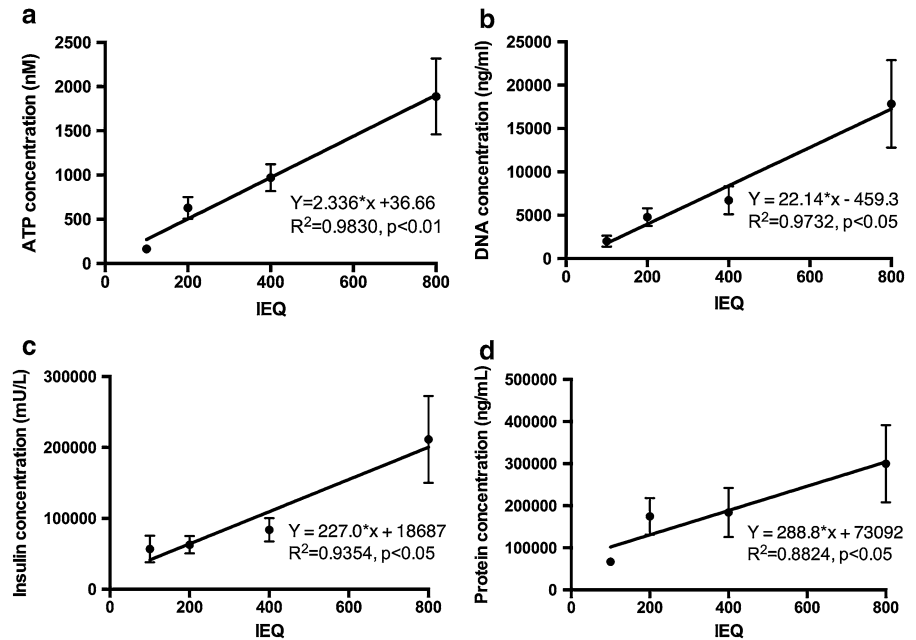 a
ATP concentration (nM)
2500
2000
1500
1000
500
0
0 200 400 600 800
IEQ
Y=2.336*x +36.66
R²=0.9830, p<0.01
b
DNA concentration (ng/ml)
25000
20000
15000
10000
5000
0
0 200 400 600 800
IEQ
Y = 22.14*x - 459.3
R²=0.9732, p<0.05
c
Insulin concentration (mU/L)
300000
200000
100000
0
0 200 400 600 800
IEQ
Y = 227.0*x + 18687
R²=0.9354, p<0.05
d
Protein concentration (ng/mL)
500000
400000
300000
200000
100000
0
0 200 400 600 800
IEQ
Y = 288.8*x + 73092
R²=0.8824, p<0.05